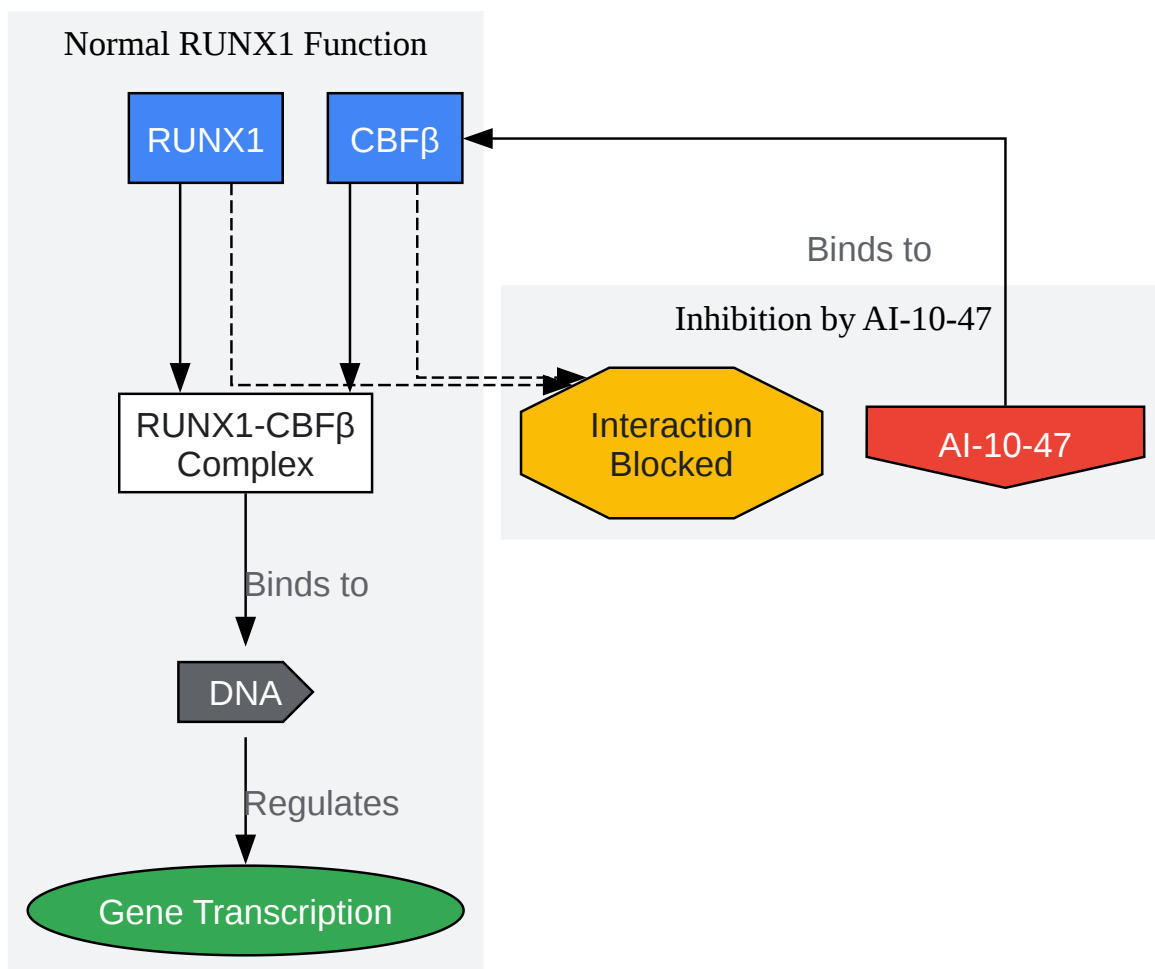 Normal RUNX1 Function
RUNX1
CBFβ
Binds to
Inhibition by AI-10-47
RUNX1-CBFβ
Complex
Interaction
Blocked
AI-10-47
Binds to
DNA
Regulates
Gene Transcription